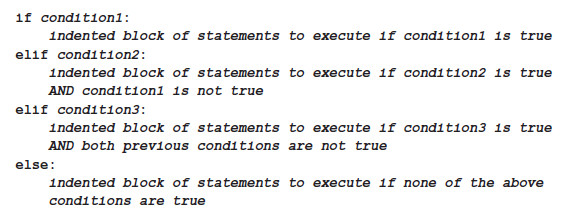 if condition1:
indented block of statements to execute if condition1 is true
elif condition2:
indented block of statements to execute if condition2 is true
AND condition1 is not true
elif condition3:
indented block of statements to execute if condition3 is true
AND both previous conditions are not true
else:
indented block of statements to execute if none of the above
conditions are true